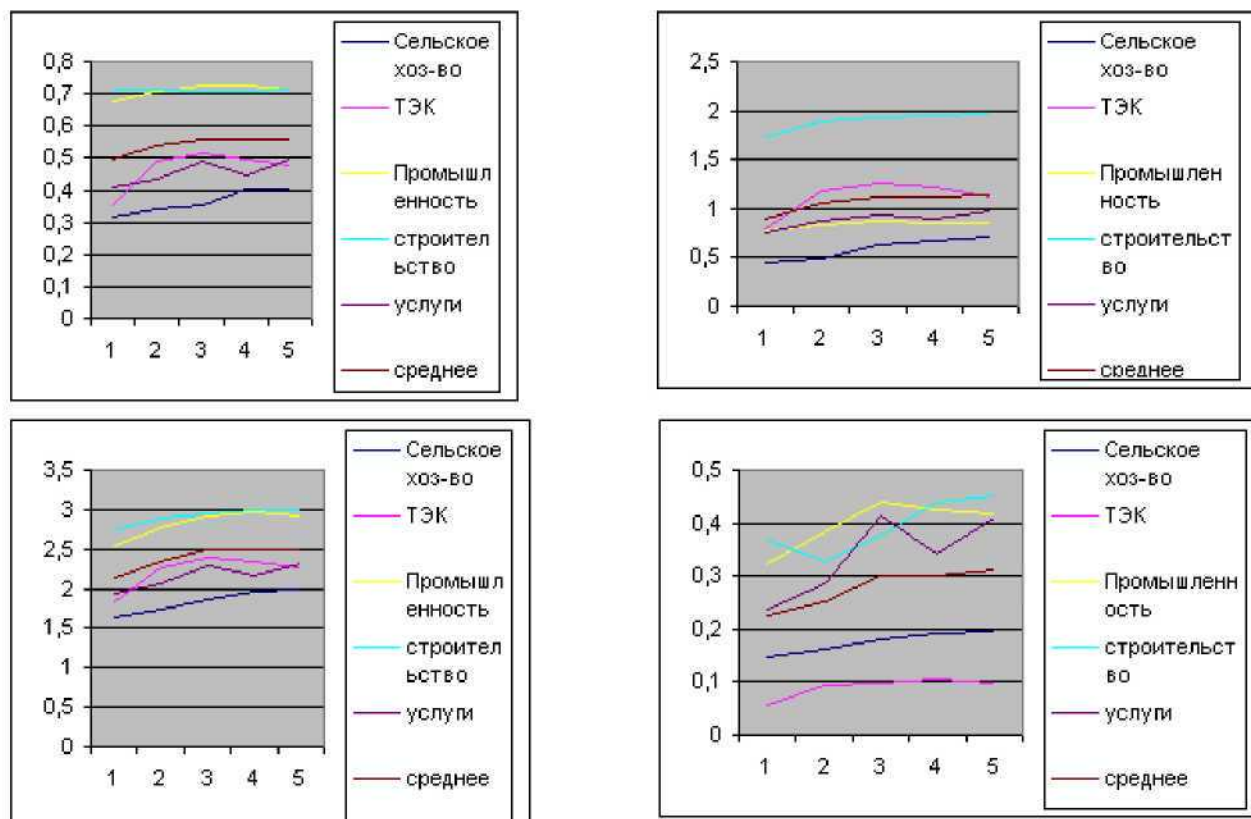 0,8
0,7
0,6
0,5
0,4
0,3
0,2
0,1
0
1 2 3 4 5
Сельское
хоз-во
ТЭК
Промышл
енность
строител
ьство
услуги
среднее
2,5
2
1,5
1
0,5
0
1 2 3 4 5
Сельское
хоз-во
ТЭК
Промышлен
ность
строительст
во
услуги
среднее
3,5
3
2,5
2
1,5
1
0,5
0
1 2 3 4 5
Сельское
хоз-во
ТЭК
Промышл
енность
строител
ьство
услуги
среднее
0,5
0,4
0,3
0,2
0,1
0
1 2 3 4 5
Сельское
хоз-во
ТЭК
Промышленн
ость
строительст
во
услуги
среднее